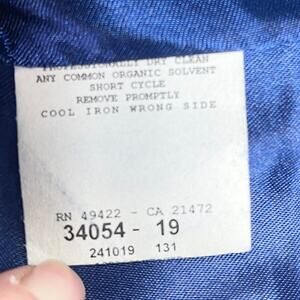 PROFESSIONALLY DRY CLEAN
ANY COMMON ORGANIC SOLVENT
SHORT CYCLE
REMOVE PROMPTLY
COOL IRON WRONG SIDE
RN 49422 - CA 21472
34054 - 19
241019 131